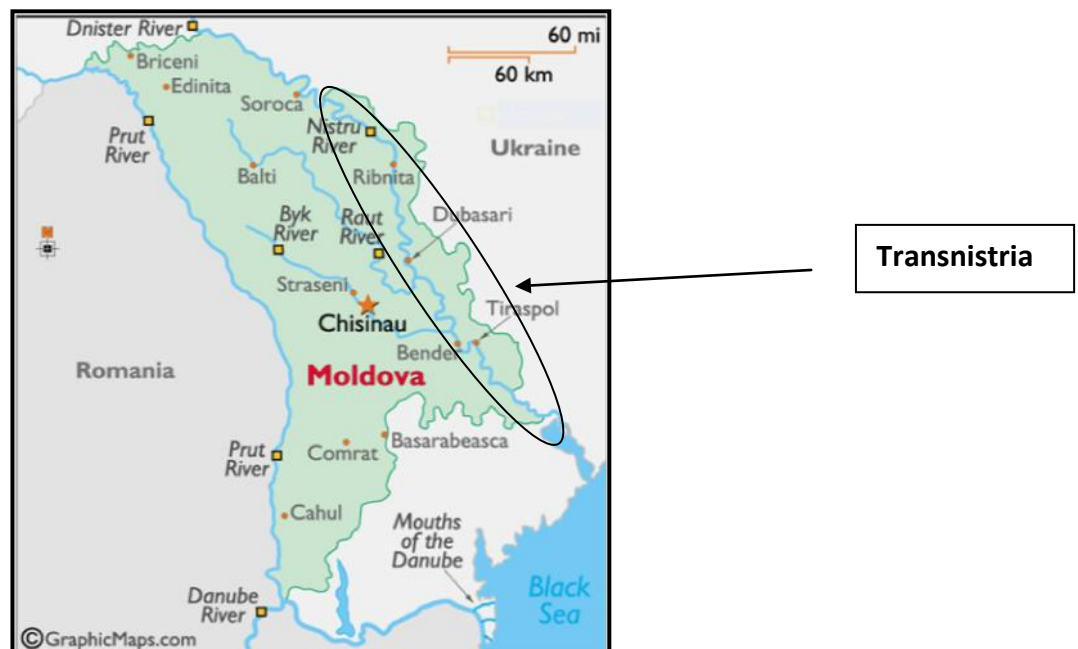 Dnister River
60 mi
60 km
Briceni
Edinita
Soroca
Nistru
River
Prut
River
Ukraine
Balti
Ribnita
Byk
River
Raut
River
Dubasari
N
Transnistria
Straseni
Tiraspol
Chisinau
Bender
Romania
Moldova
Basarabeasca
Prut
River
Comrat
Cahul
Mouths
of the
Danube
Black
Sea
Danube
River
©GraphicMaps.com